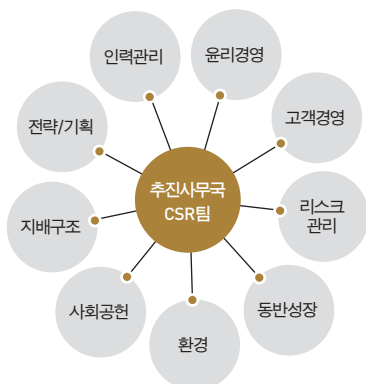 인력관리
윤리경영
전략/기획
고객경영
추진사무국
CSR팀
지배구조
리스크
관리
사회공헌
동반성장
환경